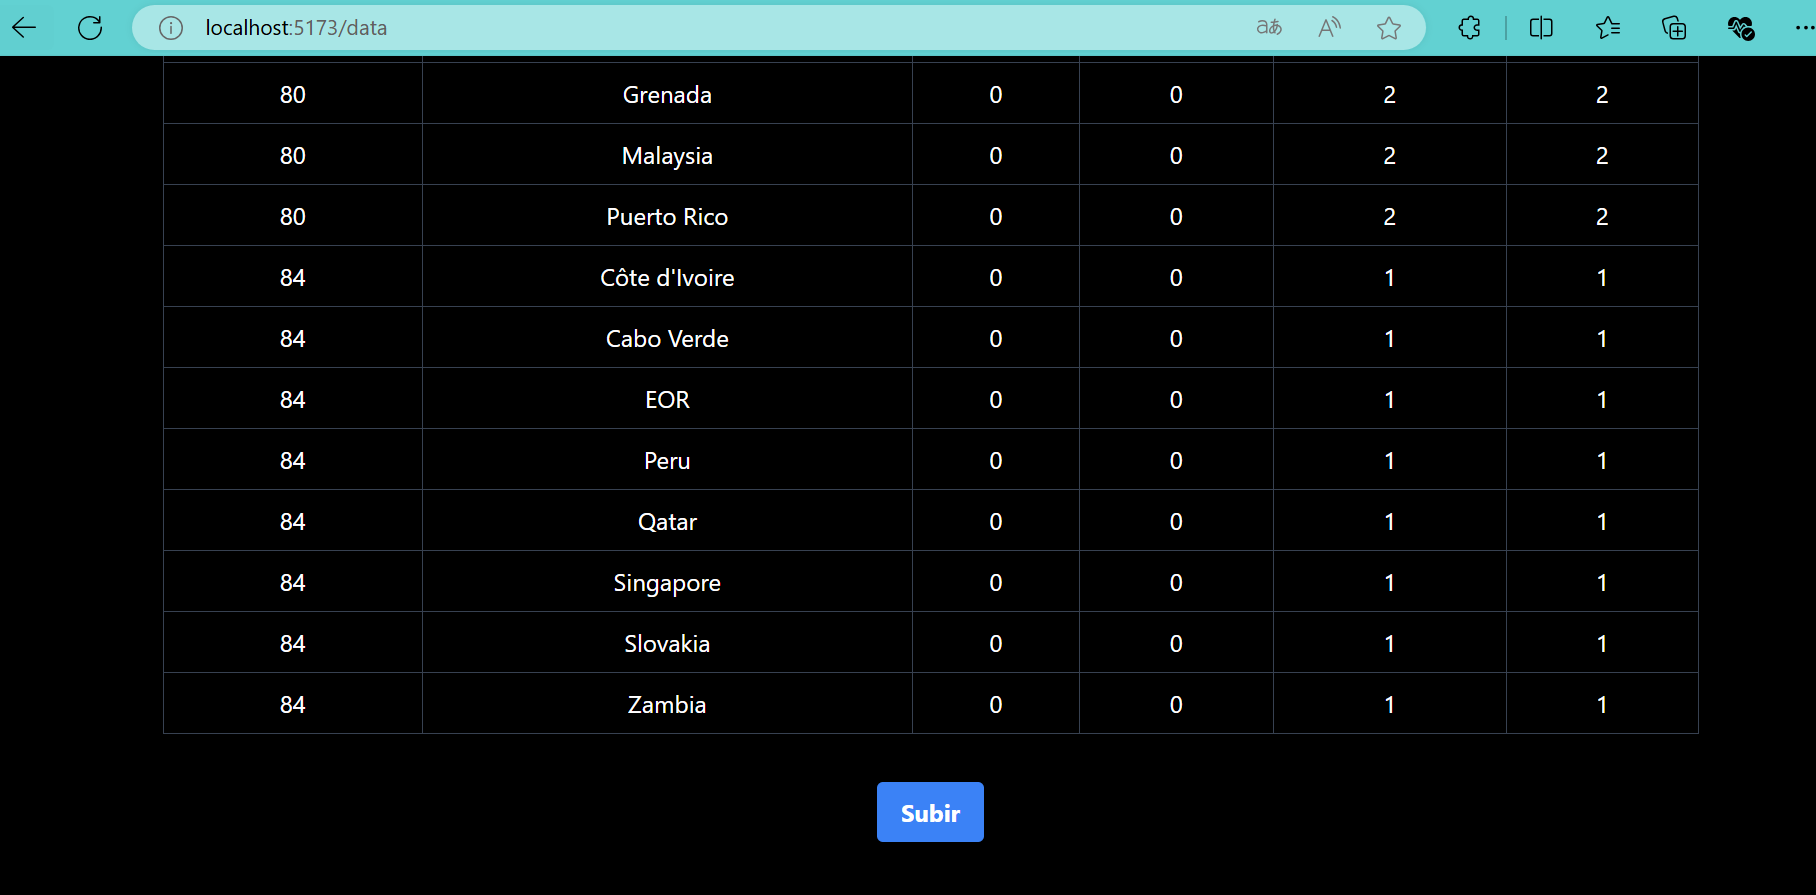 localhost:5173/data
80 Grenada 0 0 2 2
80 Malaysia 0 0 2 2
80 Puerto Rico 0 0 2 2
84 Côte d'Ivoire 0 0 1 1
84 Cabo Verde 0 0 1 1
84 EOR 0 0 1 1
84 Peru 0 0 1 1
84 Qatar 0 0 1 1
84 Singapore 0 0 1 1
84 Slovakia 0 0 1 1
84 Zambia 0 0 1 1
Subir